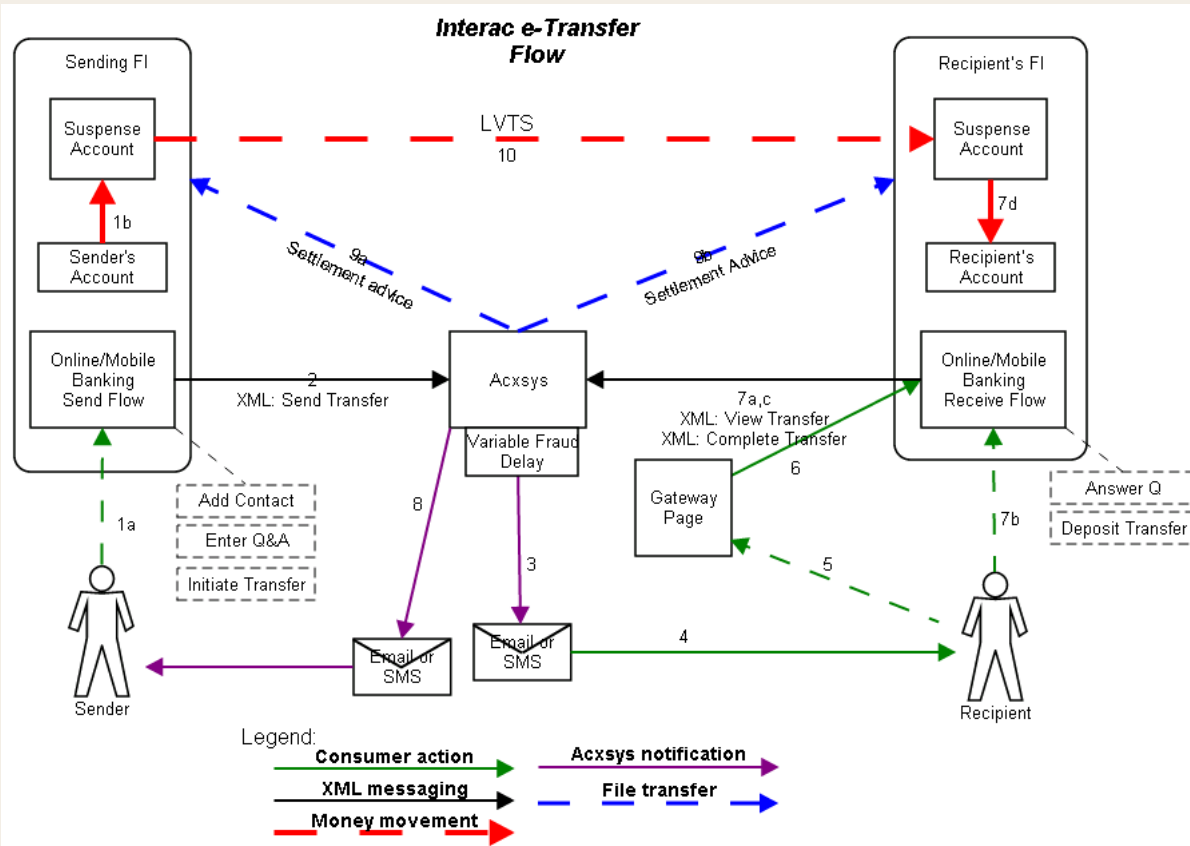 Interac e-Transfer
Flow
Sending FI
Recipient's FI
Suspense
Account
LVTS
10
Suspense
Account
1b
7d
Sender's
Account
9a
Settlement advice
9b
Settlement Advice
Recipient's
Account
Online/Mobile
Banking
Send Flow
2
XML: Send Transfer
Acxsys
Variable Fraud
Delay
7a,c
XML: View Transfer
XML: Complete Transfer
Online/Mobile
Banking
Receive Flow
6
Gateway
Page
Add Contact
Enter Q&A
Initiate Transfer
Answer Q
Deposit Transfer
1a
8
3
5
7b
4
Email or
SMS
Email or
SMS
Sender
Recipient
Legend:
Consumer action
Acxsys notification
XML messaging
File transfer
Money movement